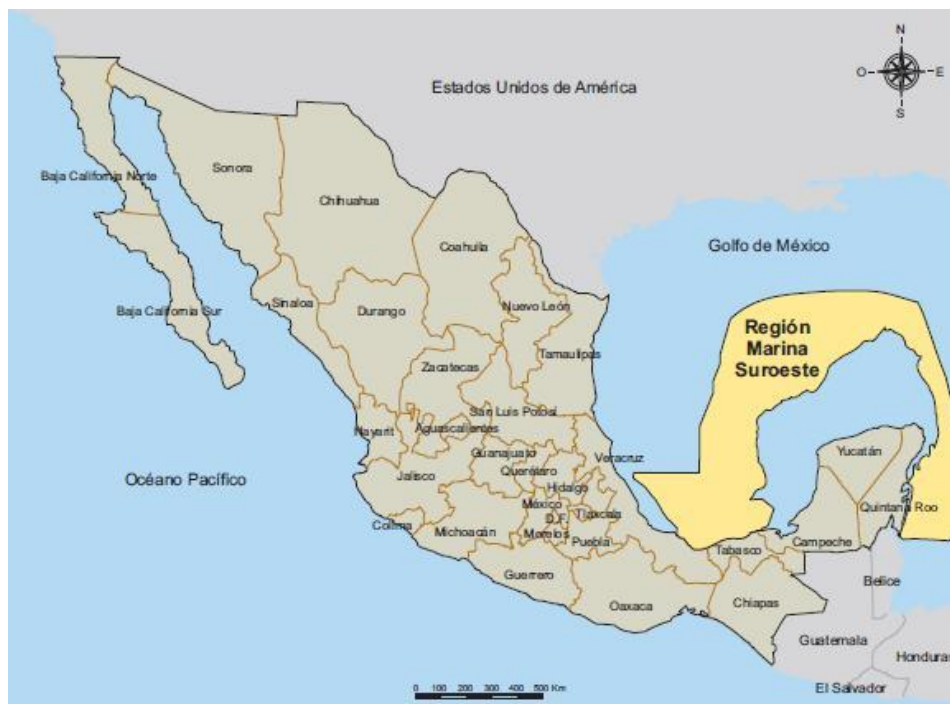 N
O
E
S
Estados Unidos de América
Baja California Norte
Sonora
Chihuahua
Coahuila
Golfo de México
Baja California Sur
Sinaloa
Durango
Nuevo León
Región
Marina
Suroeste
Tamaulipas
Zacatecas
San Luis Potosí
Nayarit
Aguascalientes
Guanajuato
Veracruz
Yucatán
Querétaro
Océano Pacífico
Jalisco
Hidalgo
México
Quintana Roo
Tlaxcala
D.F.
Colima
Michoacán
Morelos
Puebla
Tabasco
Campeche
Guerrero
Belice
Oaxaca
Chiapas
Guatemala
Honduras
El Salvador
0 100 200 300 400 500 Km